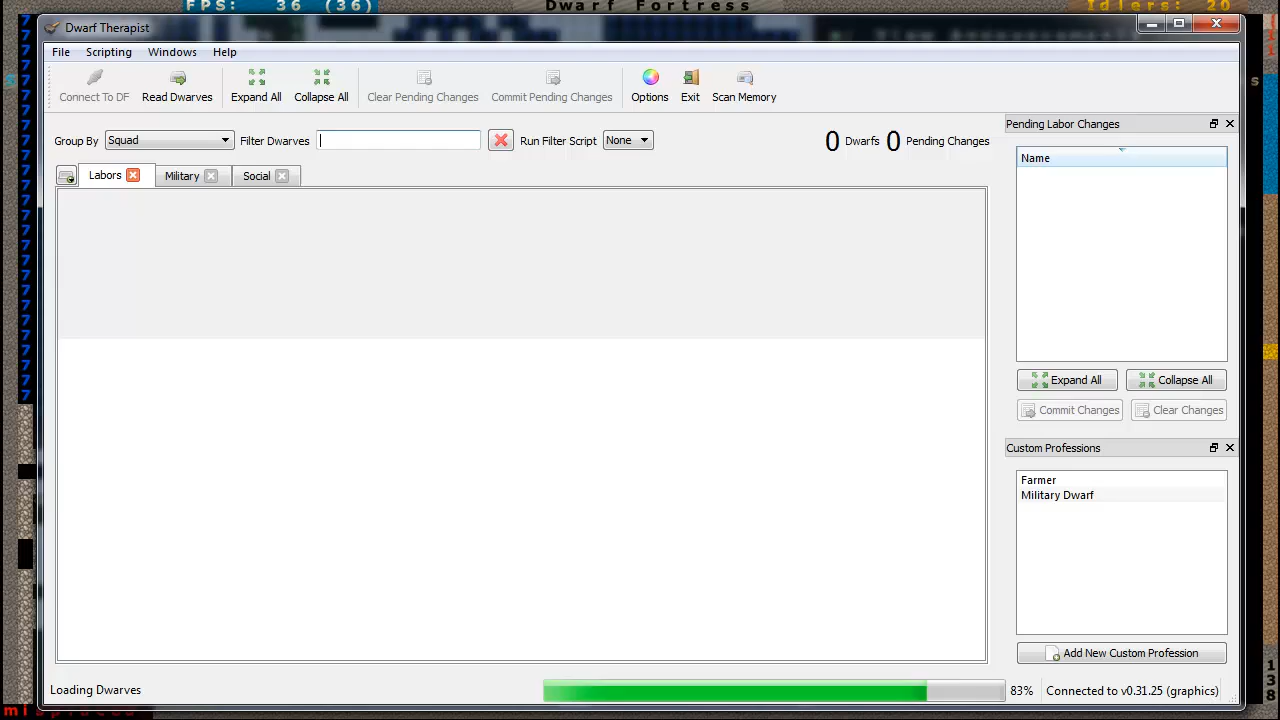 FPS: 36 (36)
Dwarf Fortress
Idlers: 20
Dwarf Therapist
File Scripting Windows Help
Connect To DF Read Dwarves Expand All Collapse All Clear Pending Changes Commit Pending Changes Options Exit Scan Memory
Group By Squad Filter Dwarves Run Filter Script None 0 Dwarfs 0 Pending Changes
Labors Military Social
Pending Labor Changes
Name
Expand All Collapse All
Commit Changes Clear Changes
Custom Professions
Farmer
Military Dwarf
Add New Custom Profession
Loading Dwarves 83% Connected to v0.31.25 (graphics)